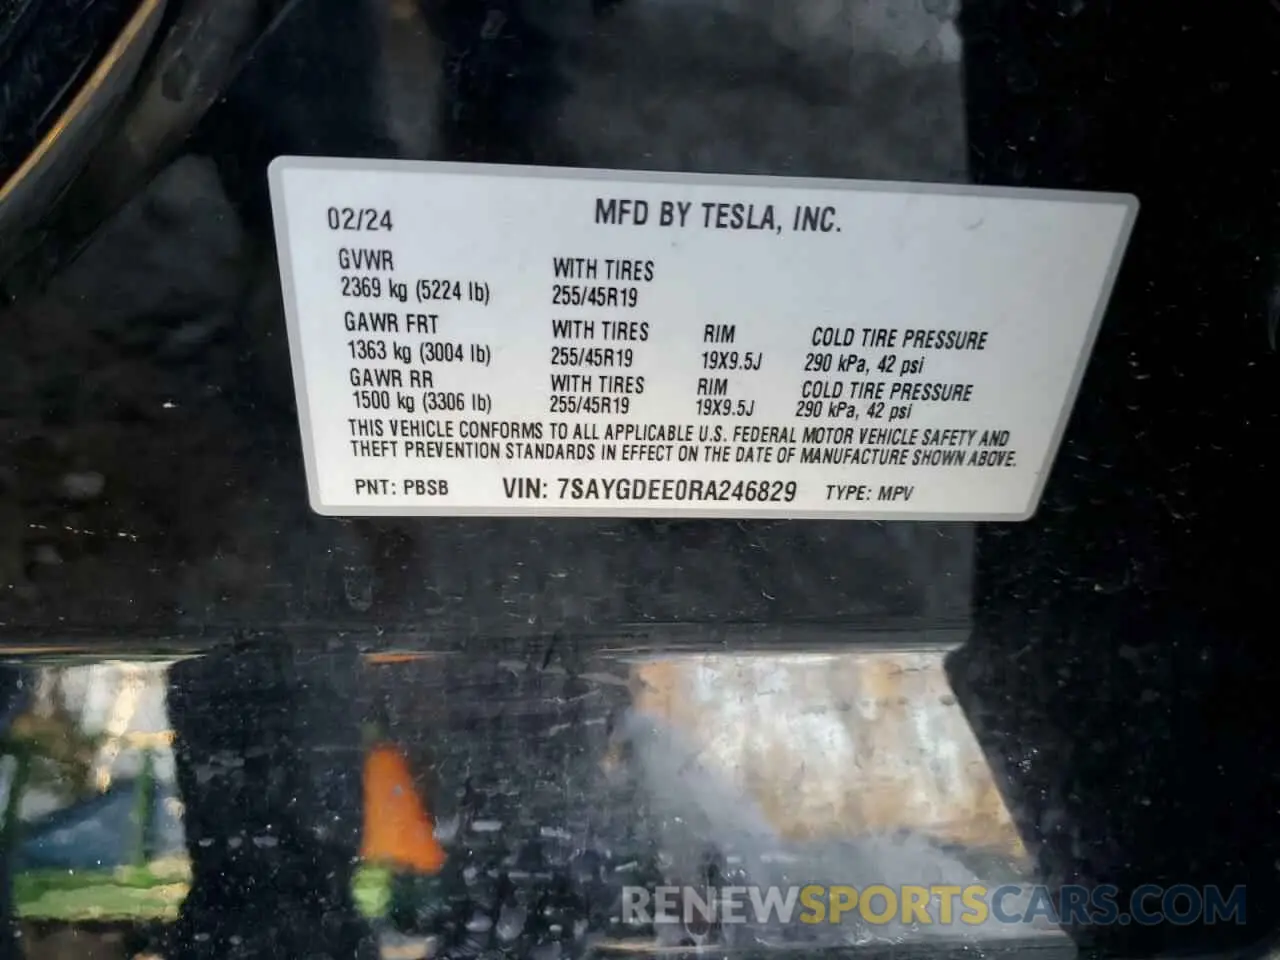 02/24 MFD BY TESLA, INC.
GVWR WITH TIRES
2369 kg (5224 lb) 255/45R19
GAWR FRT WITH TIRES RIM COLD TIRE PRESSURE
1363 kg (3004 lb) 255/45R19 19X9.5J 290 kPa, 42 psi
GAWR RR WITH TIRES RIM COLD TIRE PRESSURE
1500 kg (3306 lb) 255/45R19 19X9.5J 290 kPa, 42 psi
THIS VEHICLE CONFORMS TO ALL APPLICABLE U.S. FEDERAL MOTOR VEHICLE SAFETY AND
THEFT PREVENTION STANDARDS IN EFFECT ON THE DATE OF MANUFACTURE SHOWN ABOVE.
PNT: PBSB VIN: 7SAYGDEE0RA246829 TYPE: MPV
RENEWSPORTSCARS.COM